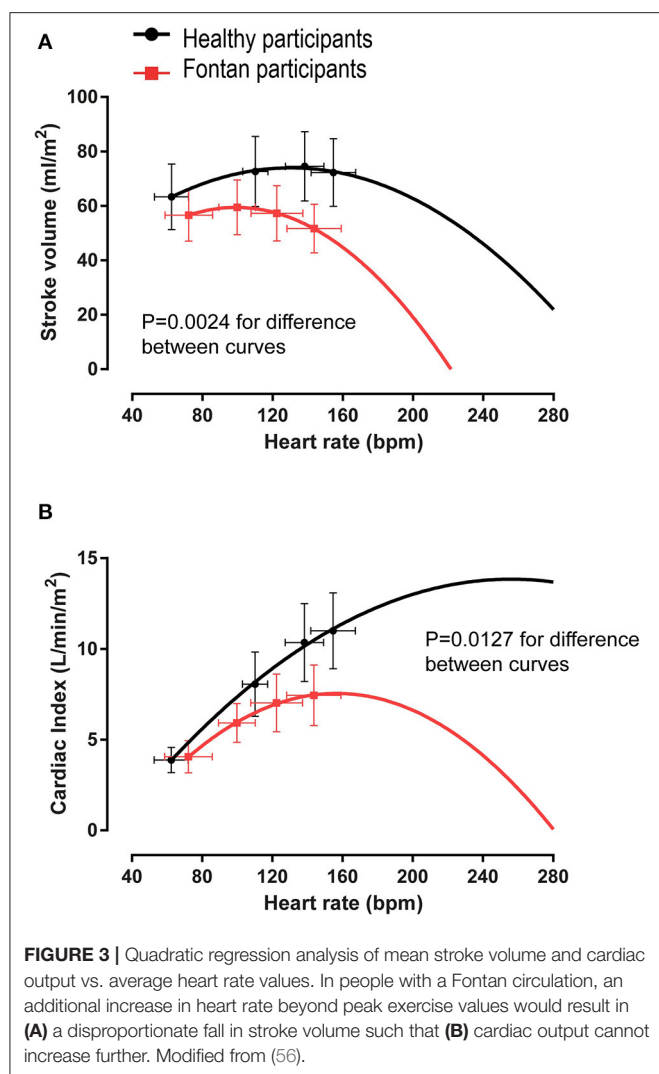 A
Healthy participants
Fontan participants
100
80
60
40
20
0
Stroke volume (ml/m²)
P=0.0024 for difference
between curves
40 80 120 160 200 240 280
Heart rate (bpm)
B
15
10
5
0
Cardiac Index (L/min/m²)
P=0.0127 for difference
between curves
40 80 120 160 200 240 280
Heart rate (bpm)
FIGURE 3 | Quadratic regression analysis of mean stroke volume and cardiac
output vs. average heart rate values. In people with a Fontan circulation, an
additional increase in heart rate beyond peak exercise values would result in
(A) a disproportionate fall in stroke volume such that (B) cardiac output cannot
increase further. Modified from (56).